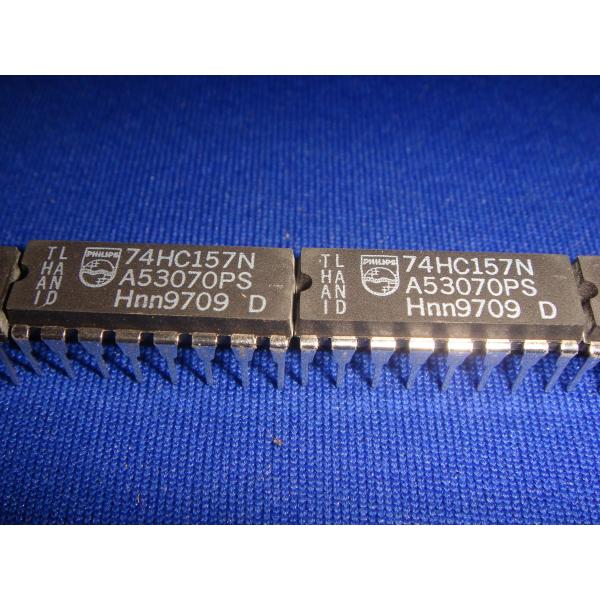 TL
HA
AN
ID
PHILIPS
74HC157N
A53070PS
Hnn9709 D
TL
HA
AN
ID
PHILIPS
74HC157N
A53070PS
Hnn9709 D